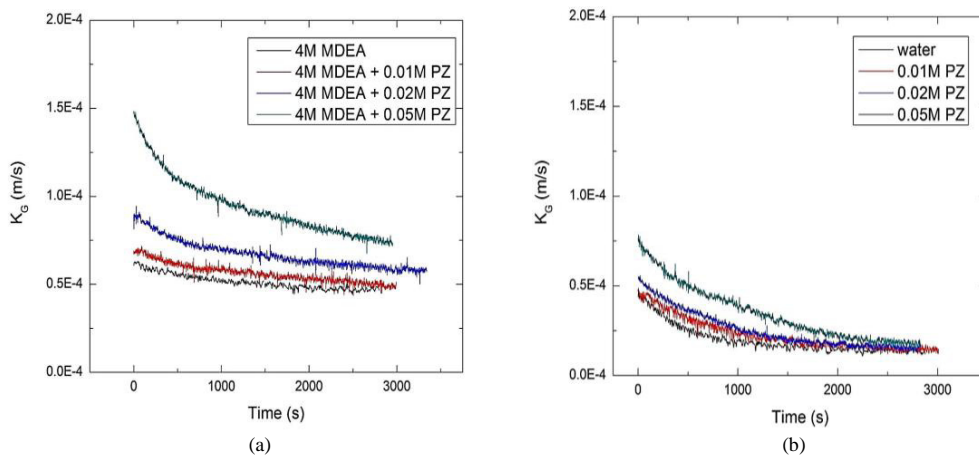 2.0E-4
1.5E-4
1.0E-4
0.5E-4
0.0E-4
K_G (m/s)
4M MDEA
4M MDEA + 0.01M PZ
4M MDEA + 0.02M PZ
4M MDEA + 0.05M PZ
0 1000 2000 3000
Time (s)
(a)
2.0E-4
1.5E-4
1.0E-4
0.5E-4
0.0E-4
K_G (m/s)
water
0.01M PZ
0.02M PZ
0.05M PZ
0 1000 2000 3000
Time (s)
(b)